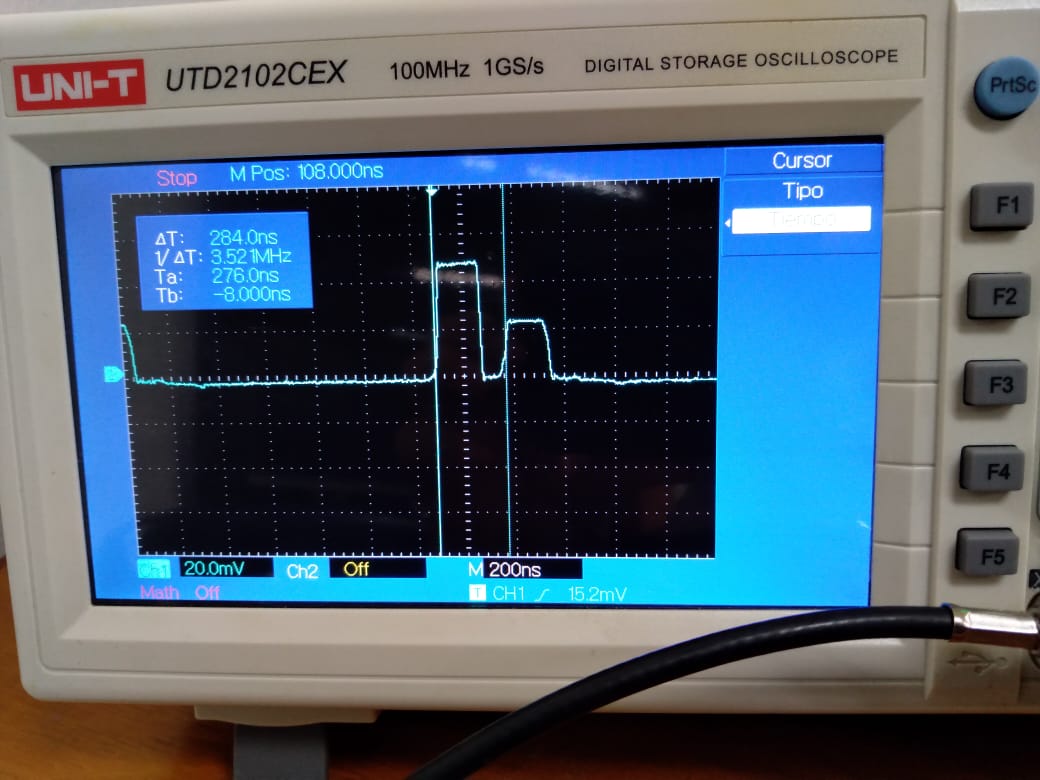 UNI-T UTD2102CEX 100MHz 1GS/s DIGITAL STORAGE OSCILLOSCOPE
PrtSc
Stop M Pos: 108.000ns
Cursor
Tipo
Tiempo
ΔT: 284.0ns
1/ΔT: 3.521MHz
Ta: 276.0ns
Tb: -8.000ns
F1
F2
F3
F4
F5
Ch1 20.0mV Ch2 Off M 200ns
Math Off T CH1 15.2mV